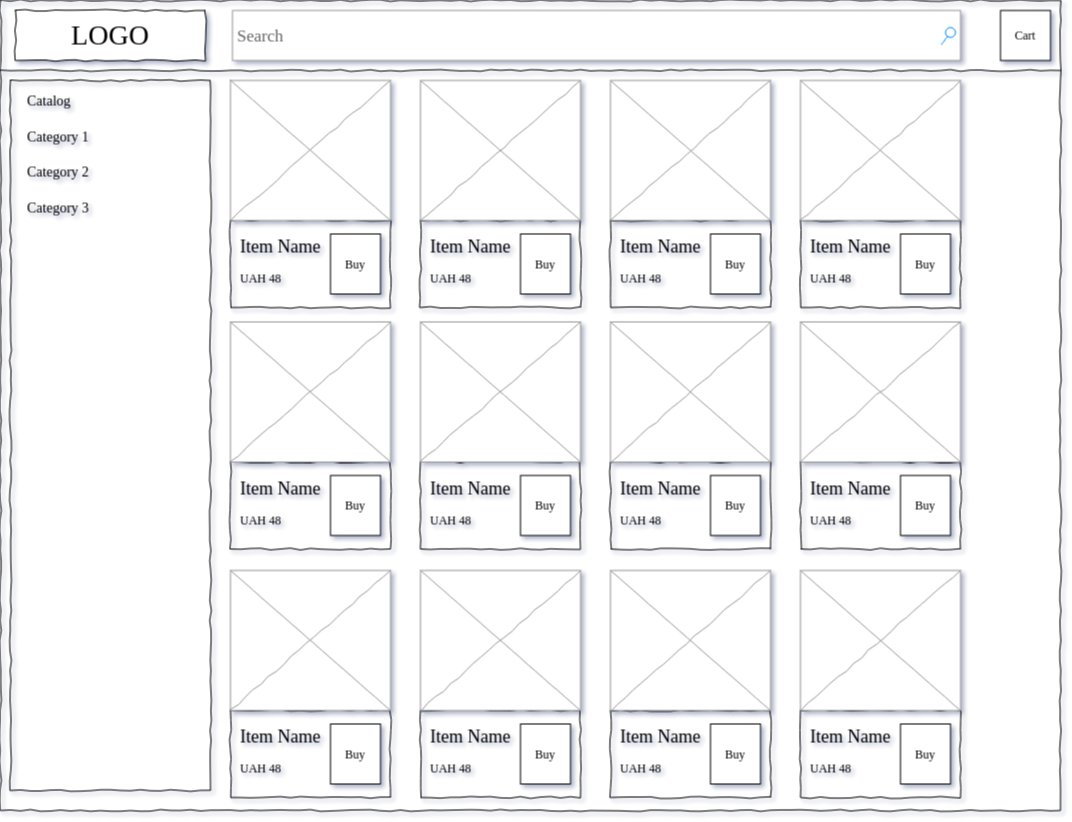 LOGO
Search
Cart
Catalog
Category 1
Category 2
Category 3
Item Name
UAH 48
Buy
Item Name
UAH 48
Buy
Item Name
UAH 48
Buy
Item Name
UAH 48
Buy
Item Name
UAH 48
Buy
Item Name
UAH 48
Buy
Item Name
UAH 48
Buy
Item Name
UAH 48
Buy
Item Name
UAH 48
Buy
Item Name
UAH 48
Buy
Item Name
UAH 48
Buy
Item Name
UAH 48
Buy